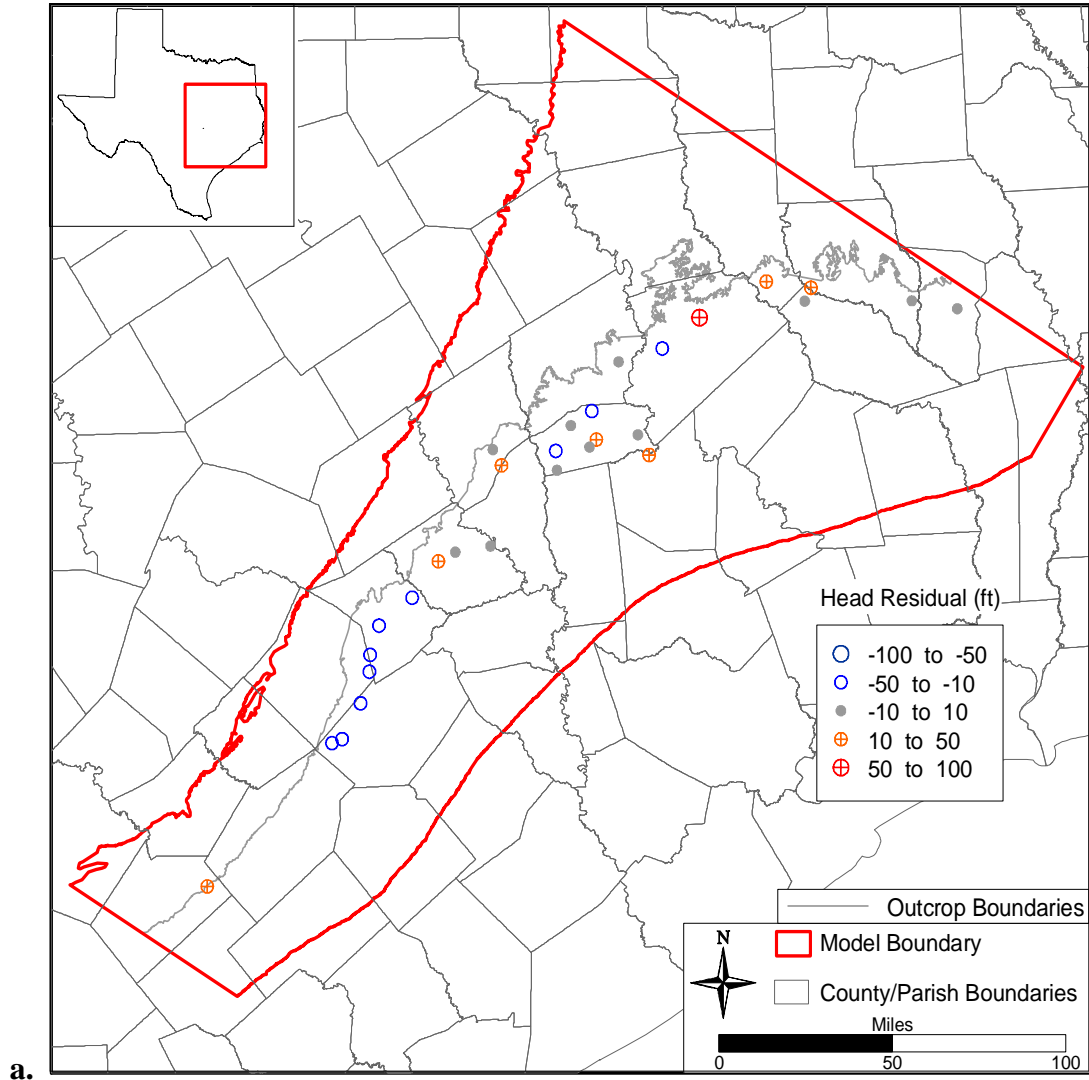 Head Residual (ft)
-100 to -50
-50 to -10
-10 to 10
10 to 50
50 to 100
Outcrop Boundaries
N
Model Boundary
County/Parish Boundaries
Miles
0 50 100
a.